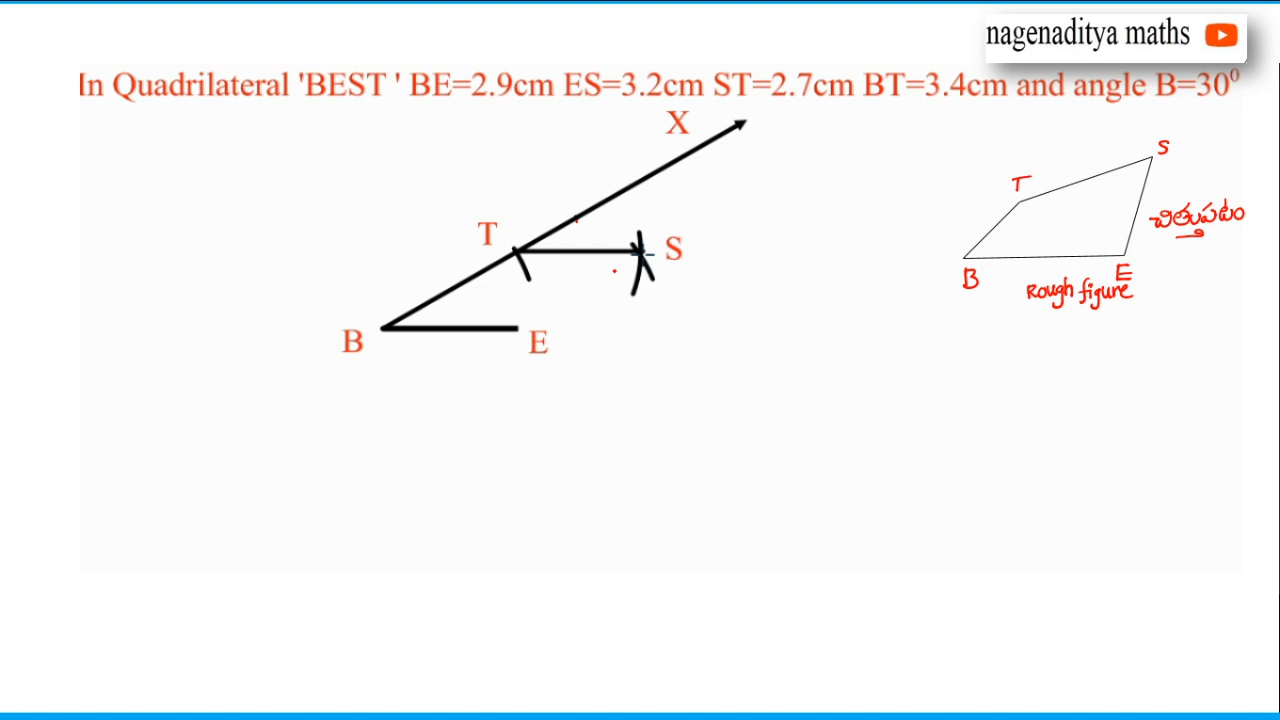 nagenaditya maths
In Quadrilateral 'BEST ' BE=2.9cm ES=3.2cm ST=2.7cm BT=3.4cm and angle B=30⁰
X
T
S
B
E
S
T
చిత్తుపటం
B
E
Rough figure